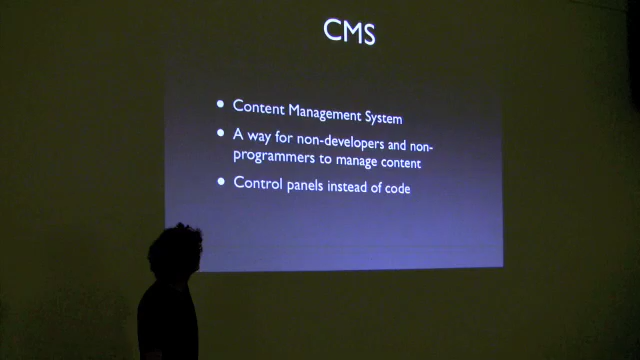 CMS
• Content Management System
• A way for non-developers and non-
programmers to manage content
• Control panels instead of code